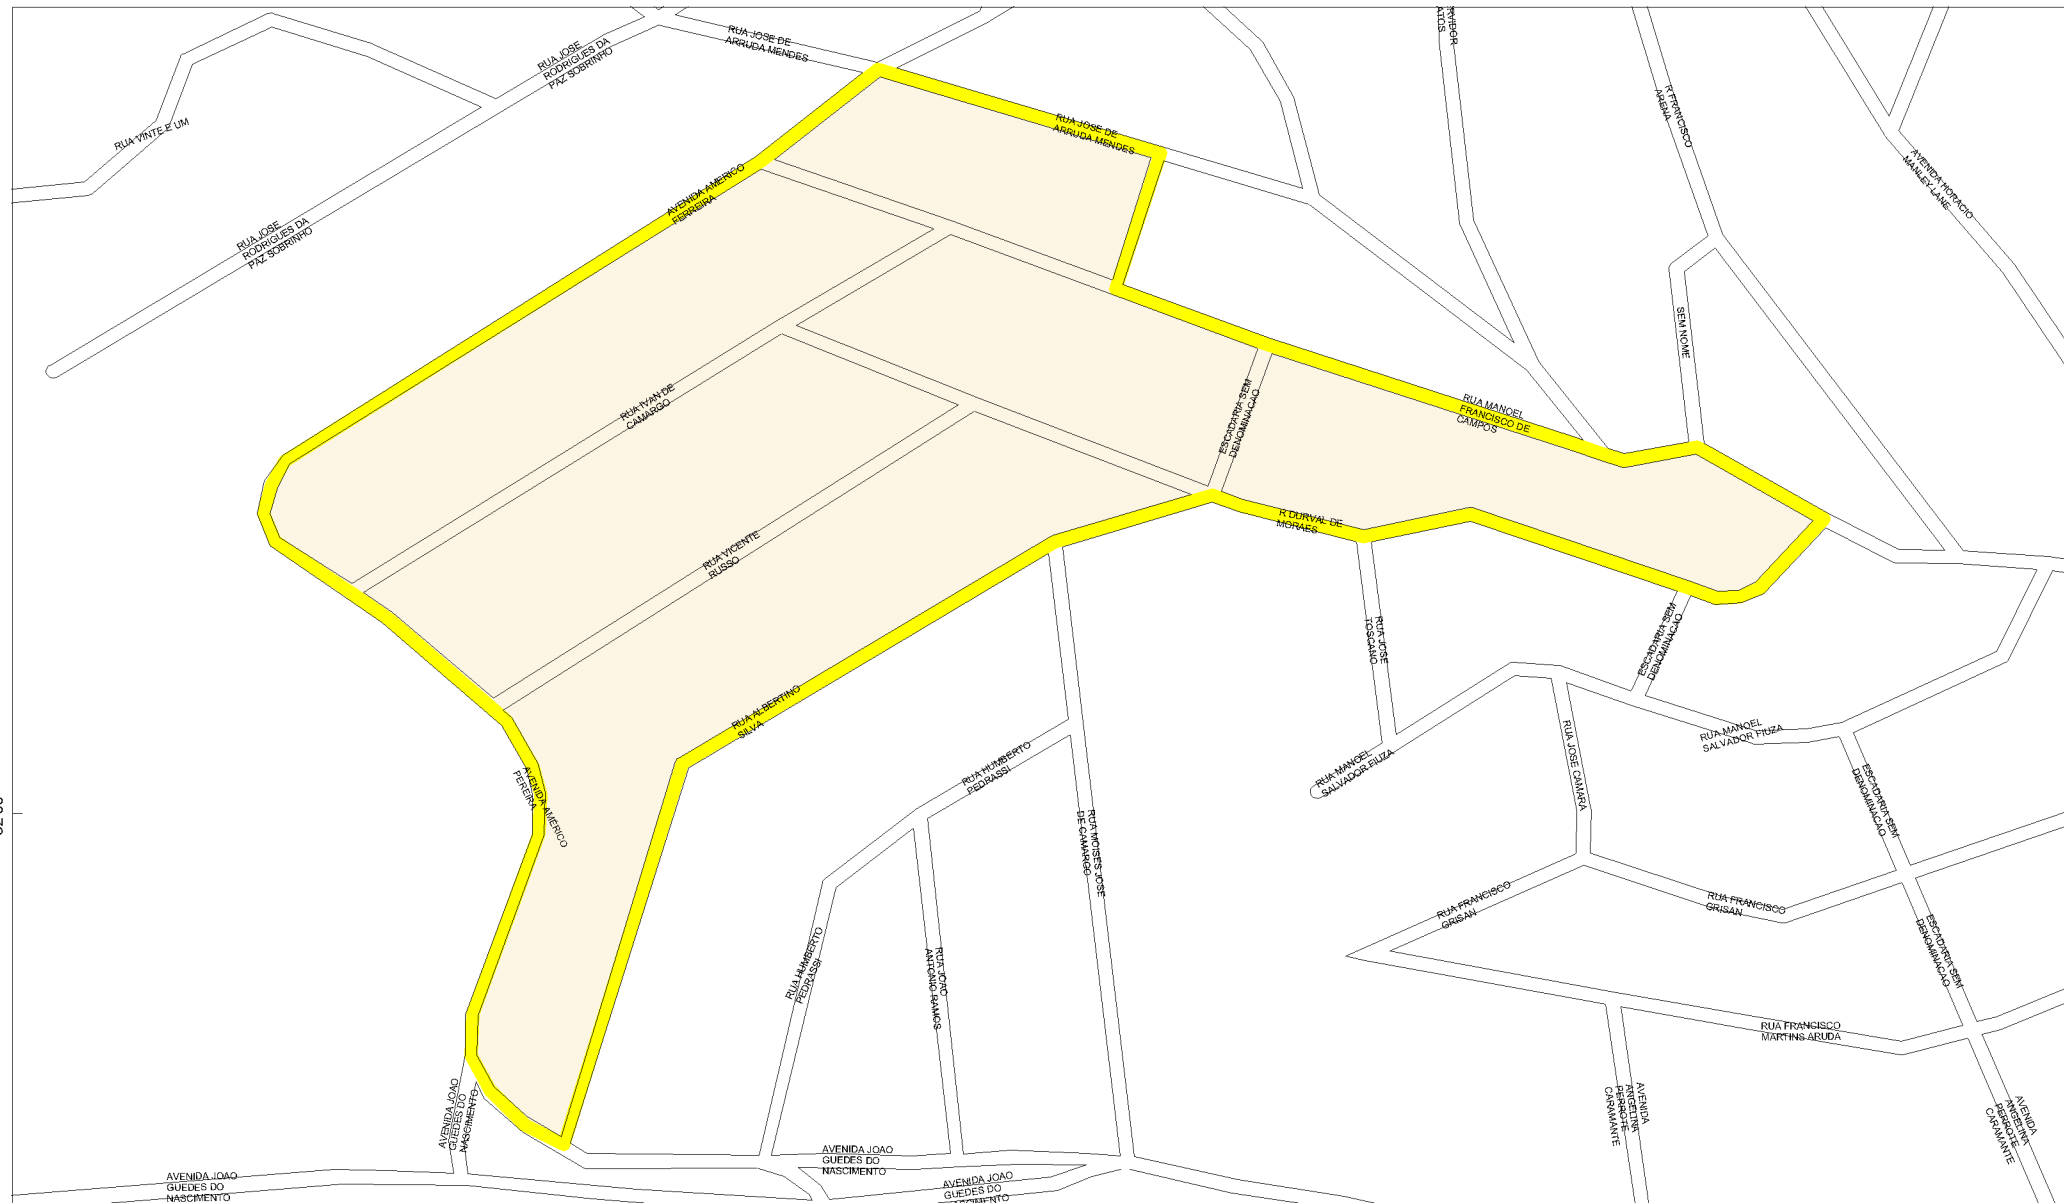 RUA JOSE DE
ARRUDA MENDES
RUA JOSE
RODRIGUES DA
PAZ SOBRINHO
RUA VINTE E UM
RUA JOSE
RODRIGUES DA
PAZ SOBRINHO
AVENIDA AMERICO
FERREIRA
RUA JOSE DE
ARRUDA MENDES
R FRANCISCO
ARENA
AVENIDA HORACIO
MANLEY LANE
SEM NOME
RUA IVAN DE
CAMARGO
ESCADARIA SEM
DENOMINACAO
RUA MANOEL
FRANCISCO DE
CAMPOS
R DURVAL DE
MORAES
RUA VICENTE
RUSSO
RUA JOSE
TOSCANO
ESCADARIA SEM
DENOMINACAO
RUA ALBERTINO
SILVA
AVENIDA AMERICO
PEREIRA
RUA HUMBERTO
PEDRASSI
RUA MANOEL
SALVADOR FIUZA
RUA MANOEL
SALVADOR FIUZA
RUA JOSE CAMARA
ESCADARIA SEM
DENOMINACAO
RUA MOISES JOSE
DE CAMARGO
RUA FRANCISCO
GRISAN
RUA FRANCISCO
GRISAN
RUA HUMBERTO
PEDRASSI
RUA JOAO
ANTONIO RAMOS
ESCADARIA SEM
DENOMINACAO
RUA FRANCISCO
MARTINS ARUDA
AVENIDA JOAO
GUEDES DO
NASCIMENTO
AVENIDA
ANGELINA
PERROTE
CARAMANTE
AVENIDA
ANGELINA
PERROTE
CARAMANTE
AVENIDA JOAO
GUEDES DO
NASCIMENTO
AVENIDA JOAO
GUEDES DO
NASCIMENTO
AVENIDA JOAO
GUEDES DO